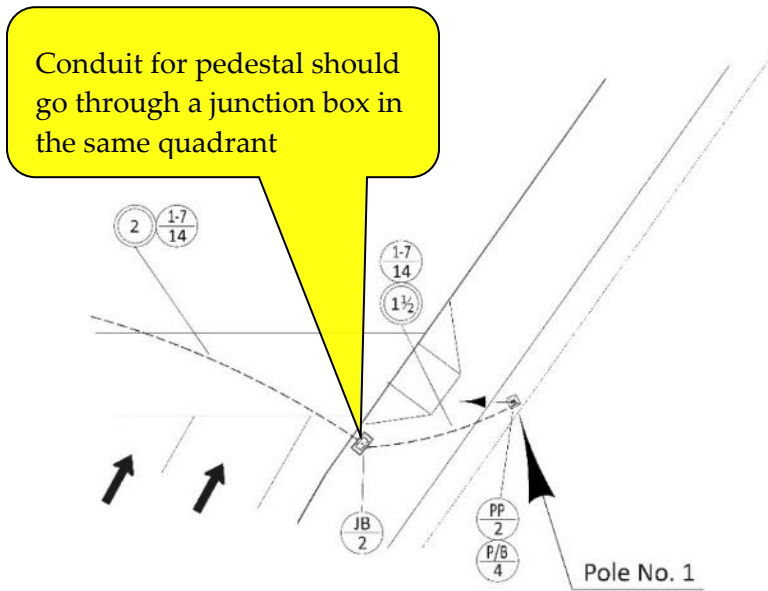 Conduit for pedestal should
go through a junction box in
the same quadrant
2
1-7
14
1-7
14
1½
JB
2
PP
2
P/B
4
Pole No. 1